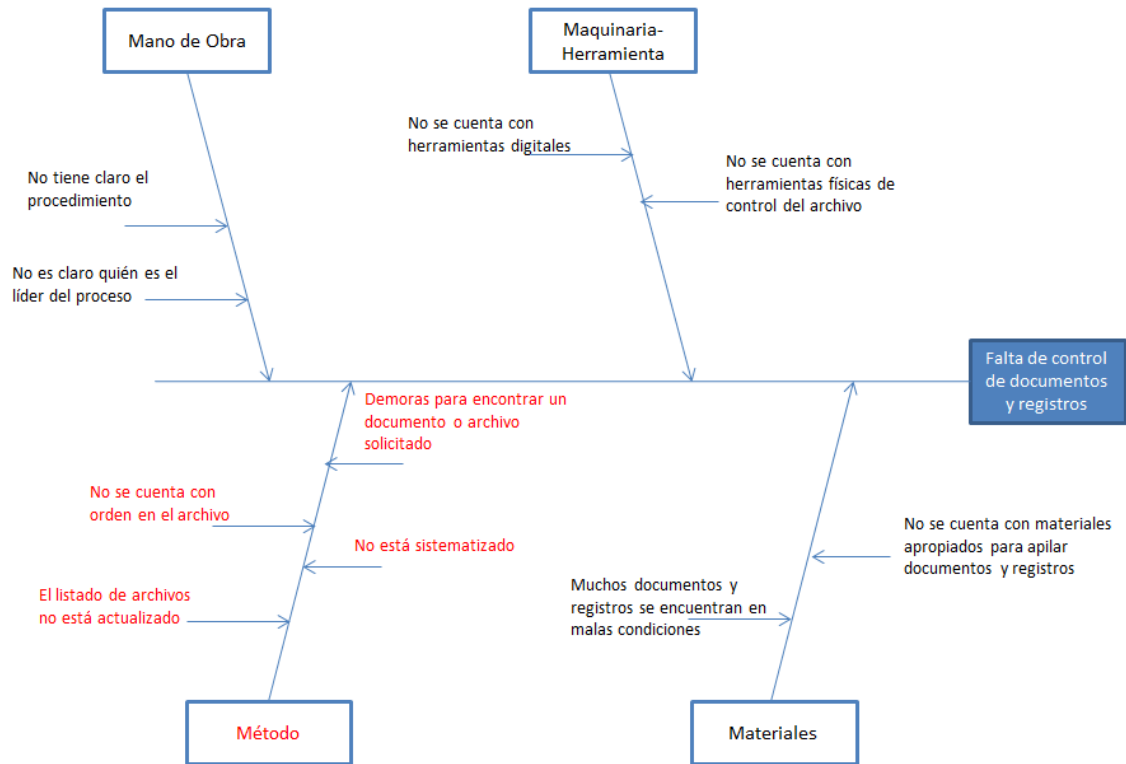 Mano de Obra
Maquinaria-
Herramienta
No se cuenta con
herramientas digitales
No se cuenta con
herramientas físicas de
control del archivo
No tiene claro el
procedimiento
No es claro quién es el
líder del proceso
Falta de control
de documentos
y registros
Demoras para encontrar un
documento o archivo
solicitado
No se cuenta con
orden en el archivo
No está sistematizado
El listado de archivos
no está actualizado
No se cuenta con materiales
apropiados para apilar
documentos y registros
Muchos documentos y
registros se encuentran en
malas condiciones
Método
Materiales